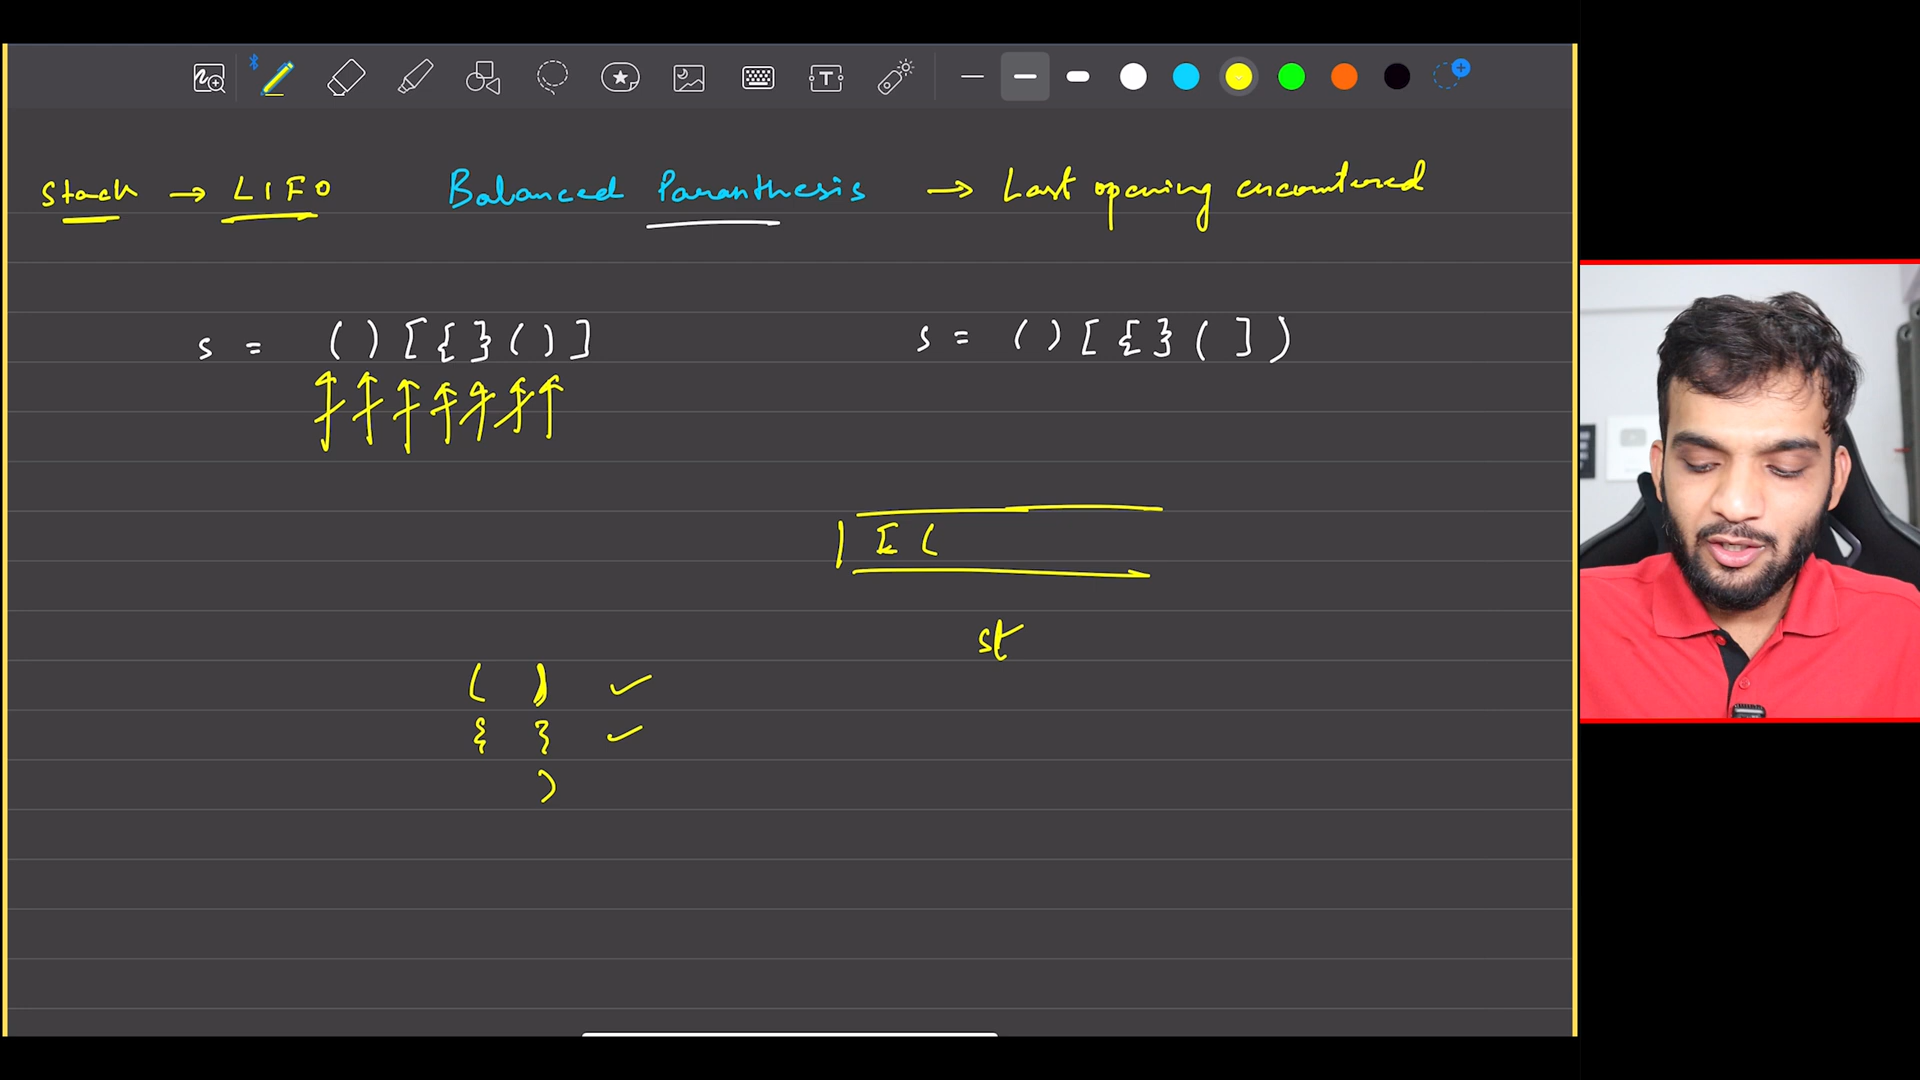 Stack → LIFO Balanced Paranthesis → Last opening encountered
s = ( ) [ { } ( ) ] s = ( ) [ { } ( ] )
[ (
st
( ) ✓
{ } ✓
)